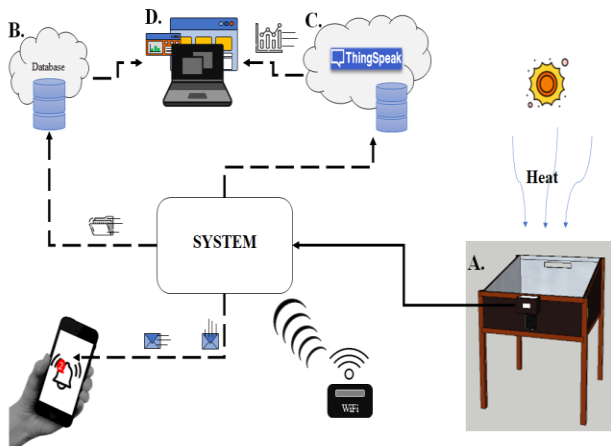 B.
D.
C.
Database
ThingSpeak
Heat
SYSTEM
A.
WiFi